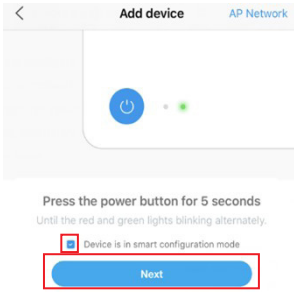 Add device AP Network
Press the power button for 5 seconds
Until the red and green lights blinking alternately.
Device is in smart configuration mode
Next